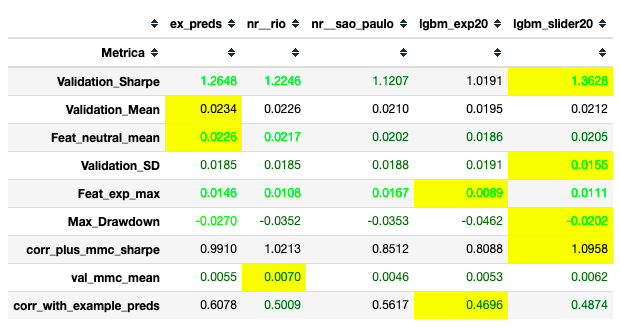 ex_preds nr__rio nr__sao_paulo lgbm_exp20 lgbm_slider20
Metrica
Validation_Sharpe 1.2648 1.2246 1.1207 1.0191 1.3628
Validation_Mean 0.0234 0.0226 0.0210 0.0195 0.0212
Feat_neutral_mean 0.0226 0.0217 0.0202 0.0186 0.0205
Validation_SD 0.0185 0.0185 0.0188 0.0191 0.0155
Feat_exp_max 0.0146 0.0108 0.0167 0.0089 0.0111
Max_Drawdown -0.0270 -0.0352 -0.0353 -0.0462 -0.0202
corr_plus_mmc_sharpe 0.9910 1.0213 0.8512 0.8088 1.0958
val_mmc_mean 0.0055 0.0070 0.0046 0.0053 0.0062
corr_with_example_preds 0.6078 0.5009 0.5617 0.4696 0.4874